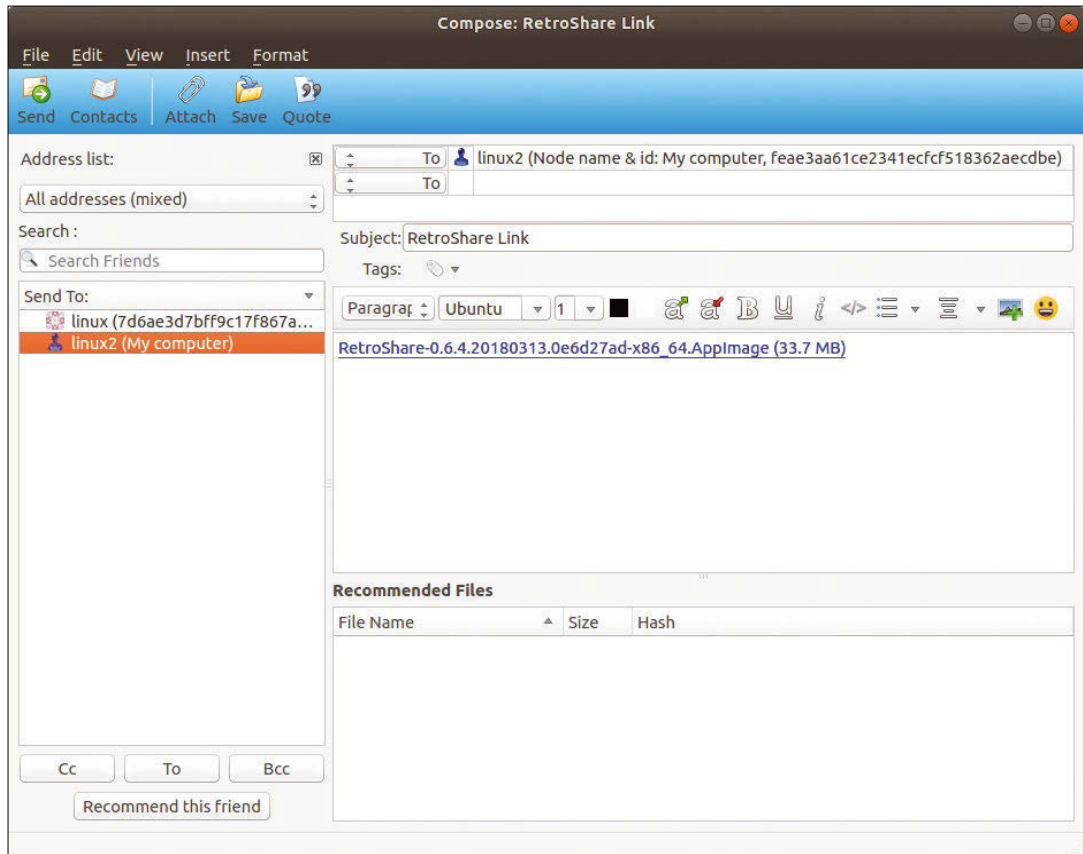 Compose: RetroShare Link
File Edit View Insert Format
Send Contacts Attach Save Quote
Address list:
All addresses (mixed)
Search :
Search Friends
Send To:
linux (7d6ae3d7bff9c17f867a...
linux2 (My computer)
Cc To Bcc
Recommend this friend
To linux2 (Node name & id: My computer, feae3aa61ce2341ecfcf518362aecdbe)
To
Subject: RetroShare Link
Tags:
Paragrap Ubuntu 1 a a B U i </>
RetroShare-0.6.4.20180313.0e6d27ad-x86_64.AppImage (33.7 MB)
Recommended Files
File Name Size Hash